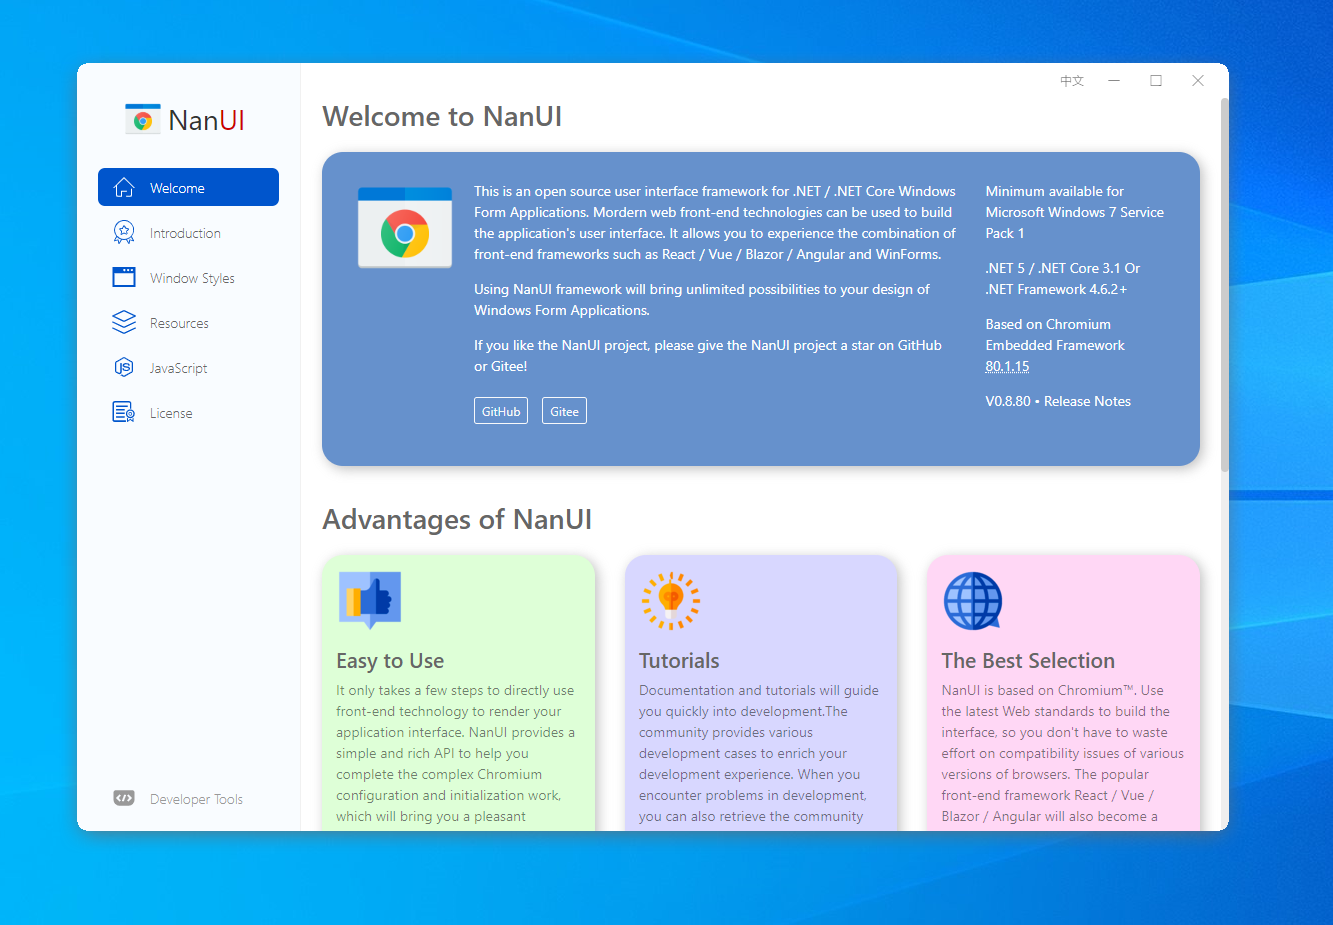 中文
NanUI
Welcome
Introduction
Window Styles
Resources
JavaScript
License
Developer Tools
Welcome to NanUI
This is an open source user interface framework for .NET / .NET Core Windows
Form Applications. Mordern web front-end technologies can be used to build
the application's user interface. It allows you to experience the combination of
front-end frameworks such as React / Vue / Blazor / Angular and WinForms.
Using NanUI framework will bring unlimited possibilities to your design of
Windows Form Applications.
If you like the NanUI project, please give the NanUI project a star on GitHub
or Gitee!
GitHub
Gitee
Minimum available for
Microsoft Windows 7 Service
Pack 1
.NET 5 / .NET Core 3.1 Or
.NET Framework 4.6.2+
Based on Chromium
Embedded Framework
80.1.15
V0.8.80 • Release Notes
Advantages of NanUI
Easy to Use
It only takes a few steps to directly use
front-end technology to render your
application interface. NanUI provides a
simple and rich API to help you
complete the complex Chromium
configuration and initialization work,
which will bring you a pleasant
Tutorials
Documentation and tutorials will guide
you quickly into development.The
community provides various
development cases to enrich your
development experience. When you
encounter problems in development,
you can also retrieve the community
The Best Selection
NanUI is based on Chromium™. Use
the latest Web standards to build the
interface, so you don't have to waste
effort on compatibility issues of various
versions of browsers. The popular
front-end framework React / Vue /
Blazor / Angular will also become a